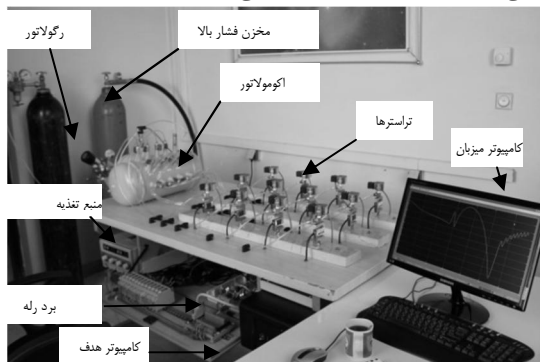 رگولاتور
مخزن فشار بالا
اکومولاتور
تراسترها
کامپیوتر میزبان
منبع تغذیه
برد رله
کامپیوتر هدف